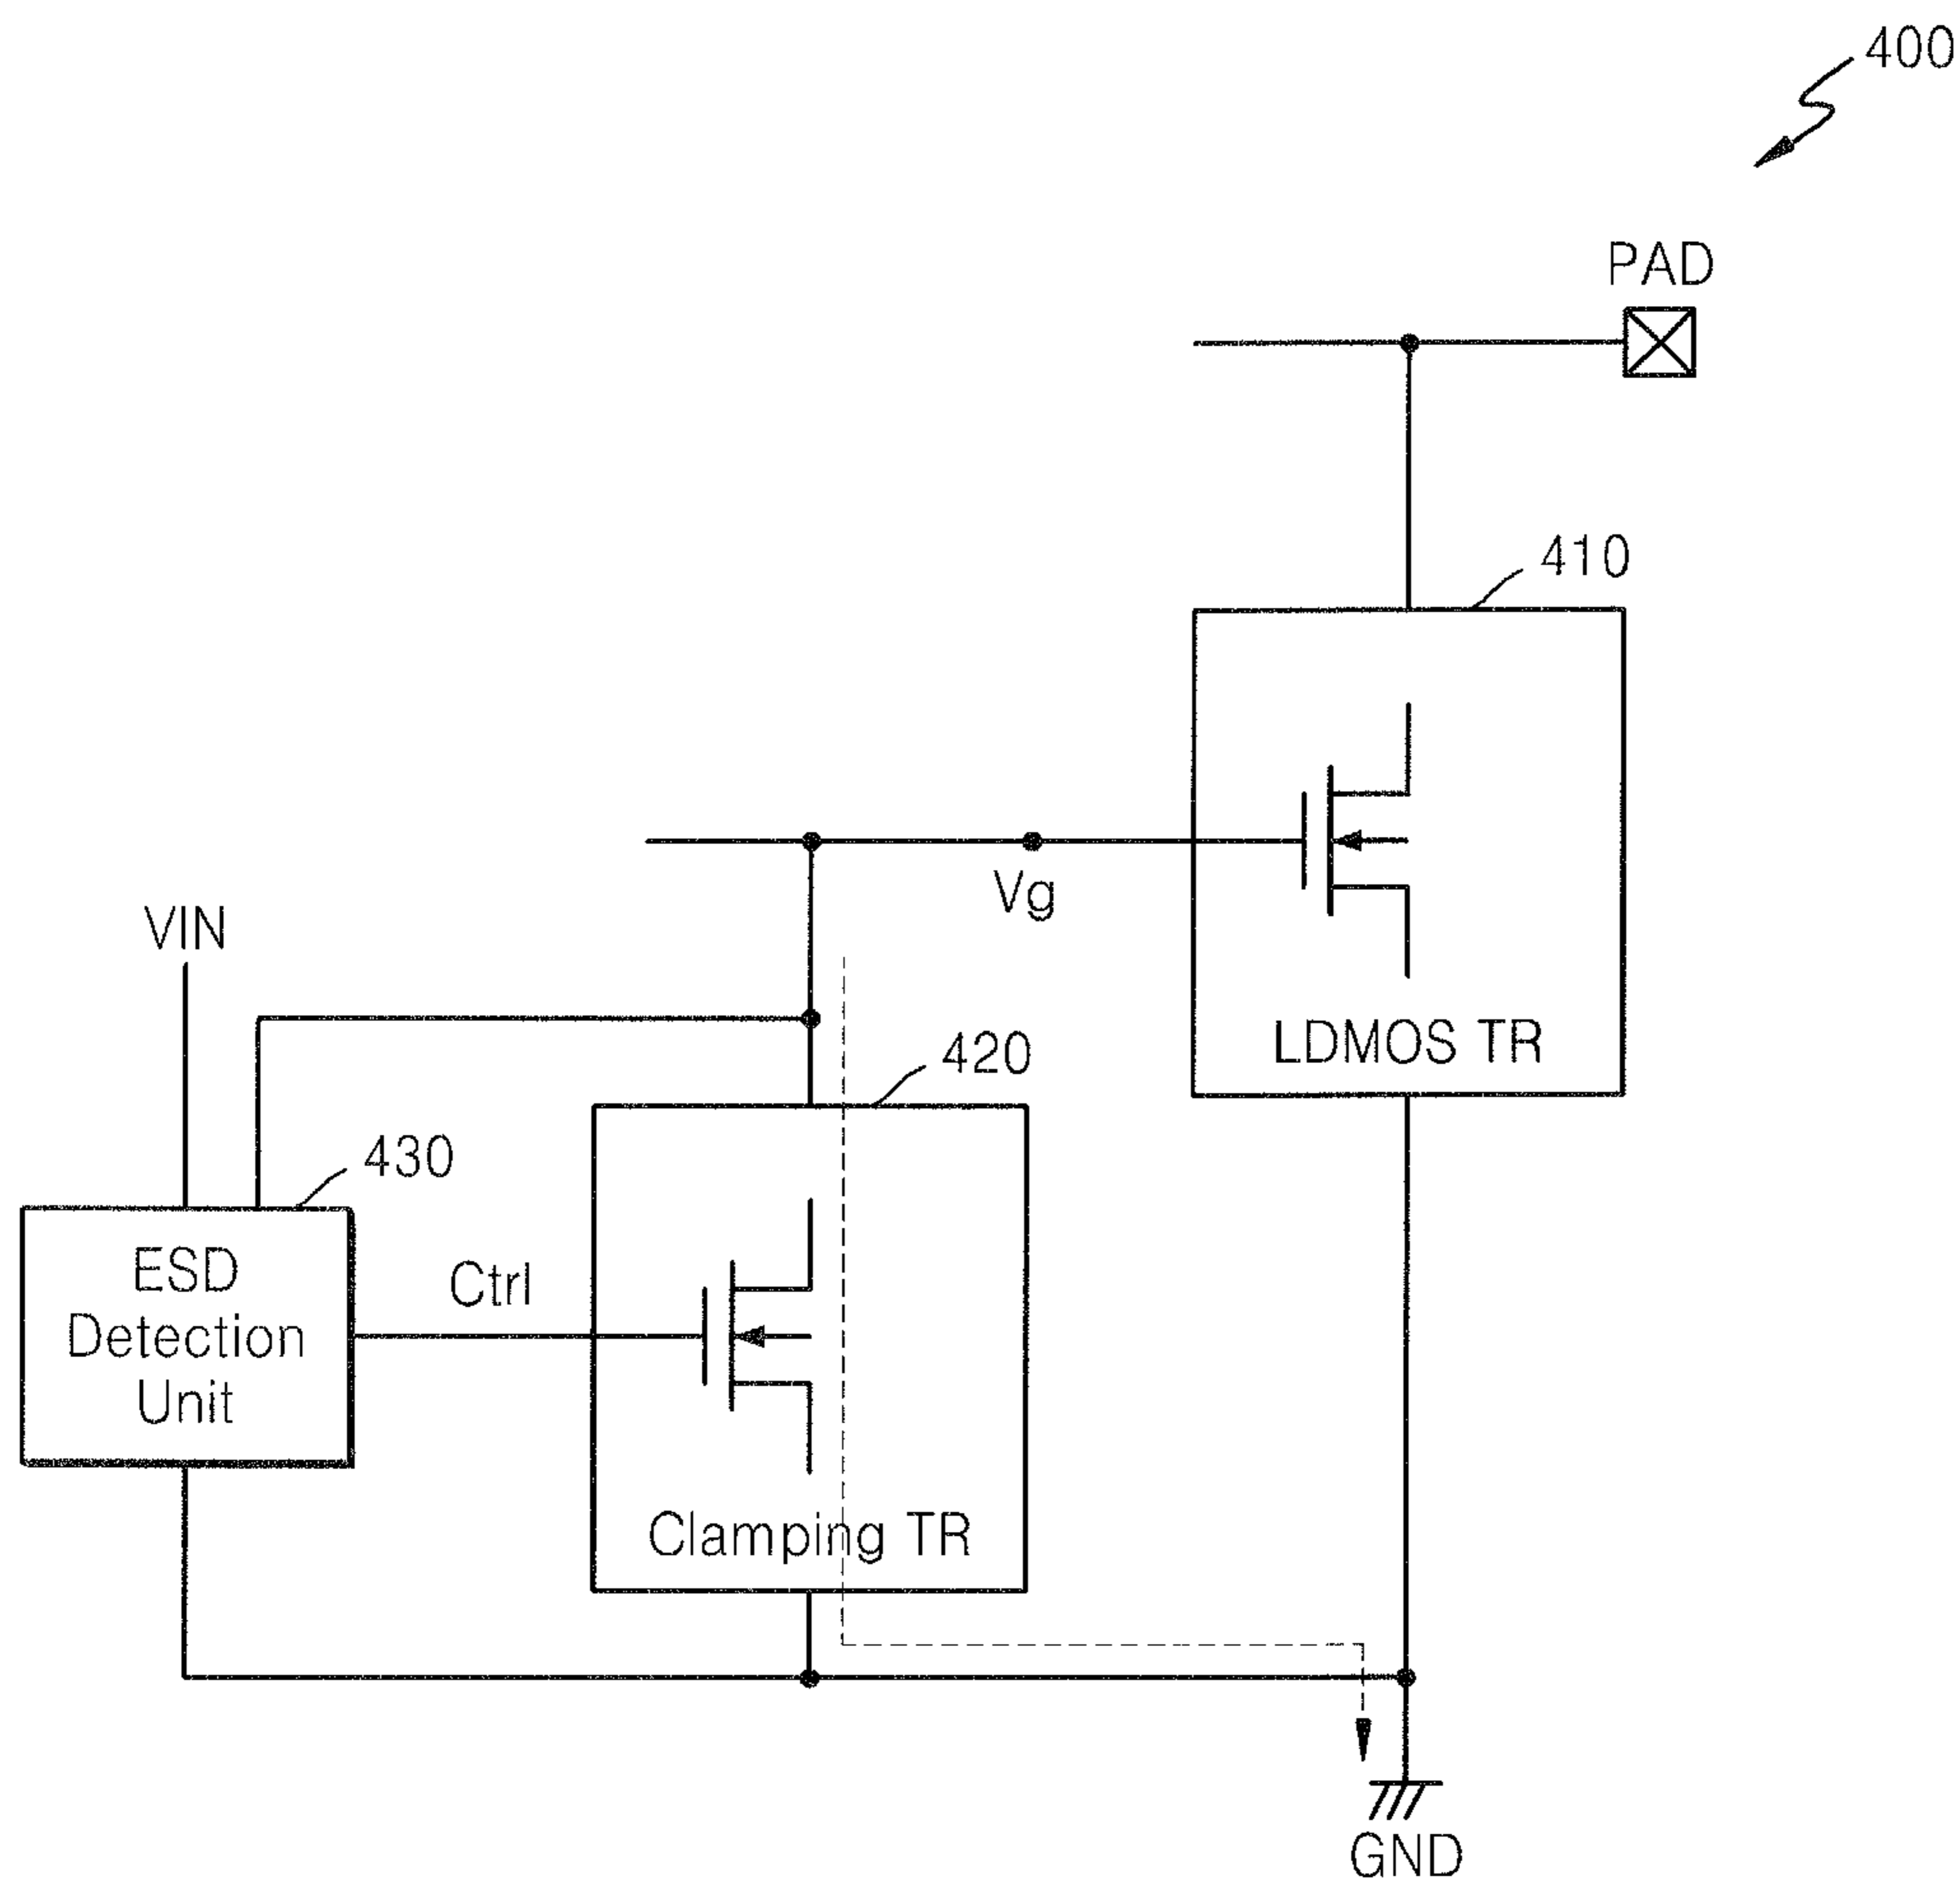 400
PAD
410
Vg
VIN
LDMOS TR
420
430
ESD
Detection
Unit
Ctrl
Clamping TR
GND